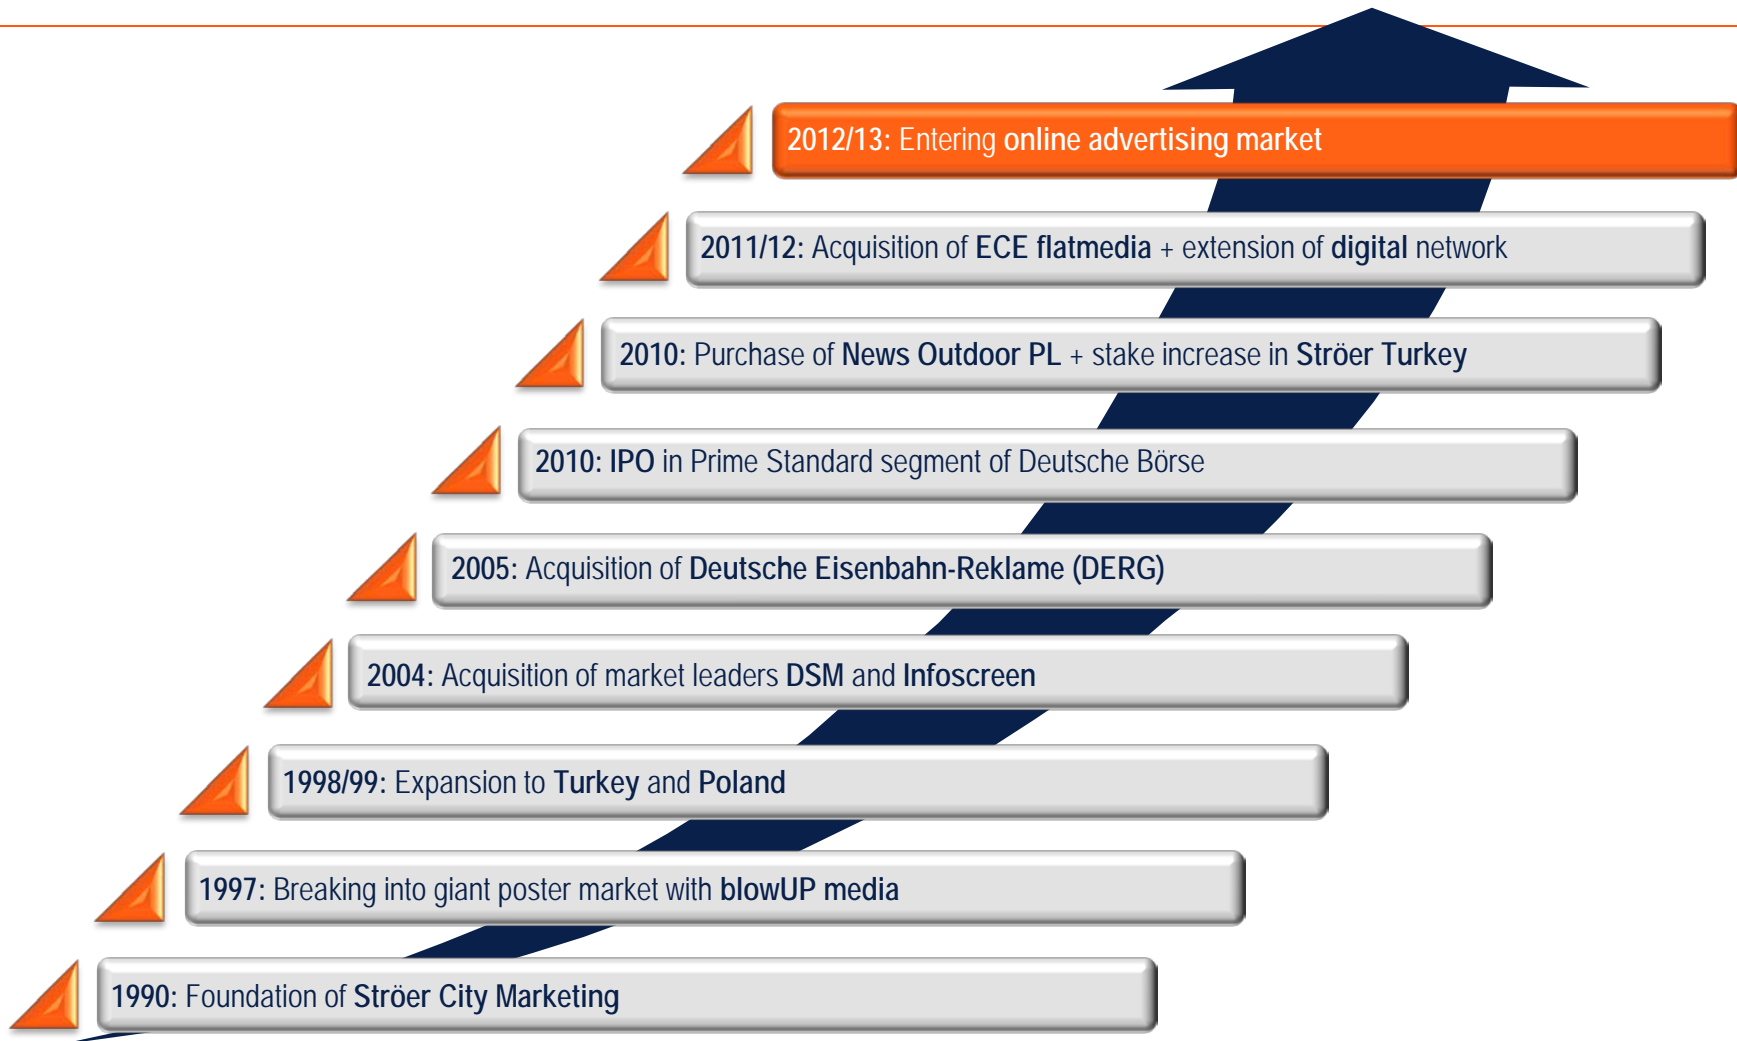 2012/13: Entering online advertising market
2011/12: Acquisition of ECE flatmedia + extension of digital network
2010: Purchase of News Outdoor PL + stake increase in Ströer Turkey
2010: IPO in Prime Standard segment of Deutsche Börse
2005: Acquisition of Deutsche Eisenbahn-Reklame (DERG)
2004: Acquisition of market leaders DSM and Infoscreen
1998/99: Expansion to Turkey and Poland
1997: Breaking into giant poster market with blowUP media
1990: Foundation of Ströer City Marketing